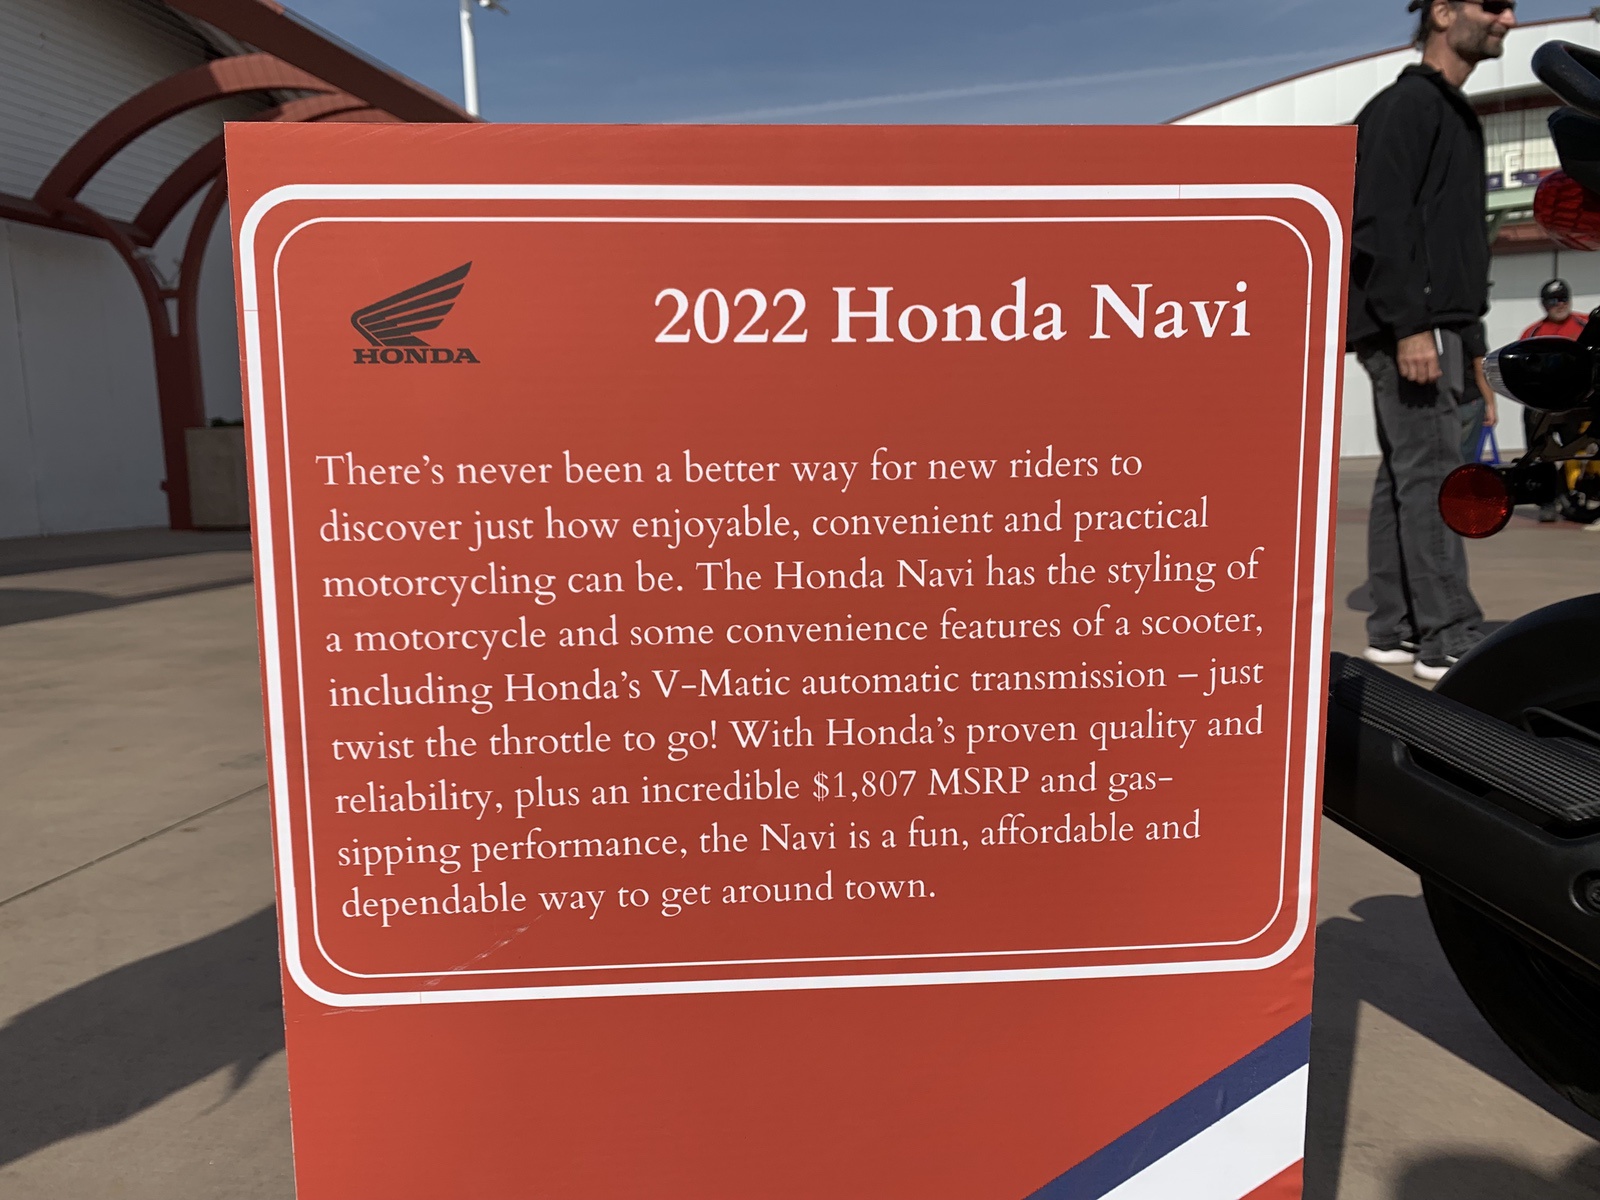 HONDA
2022 Honda Navi
There's never been a better way for new riders to
discover just how enjoyable, convenient and practical
motorcycling can be. The Honda Navi has the styling of
a motorcycle and some convenience features of a scooter,
including Honda's V-Matic automatic transmission – just
twist the throttle to go! With Honda's proven quality and
reliability, plus an incredible $1,807 MSRP and gas-
sipping performance, the Navi is a fun, affordable and
dependable way to get around town.